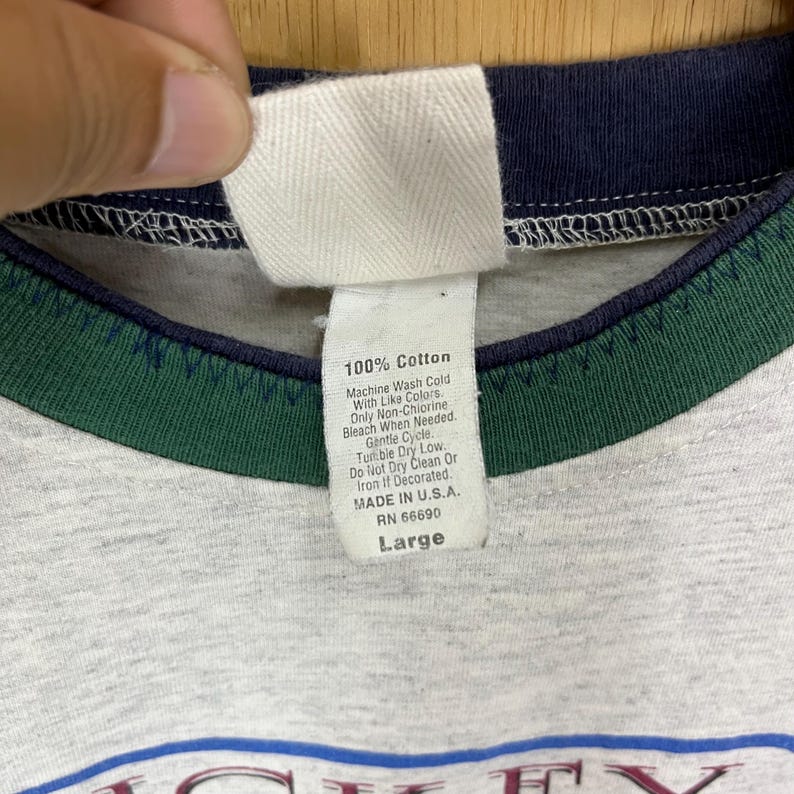 100% Cotton
Machine Wash Cold
With Like Colors.
Only Non-Chlorine
Bleach When Needed.
Gentle Cycle.
Tumble Dry Low.
Do Not Dry Clean Or
Iron If Decorated.
MADE IN U.S.A.
RN 66690
Large